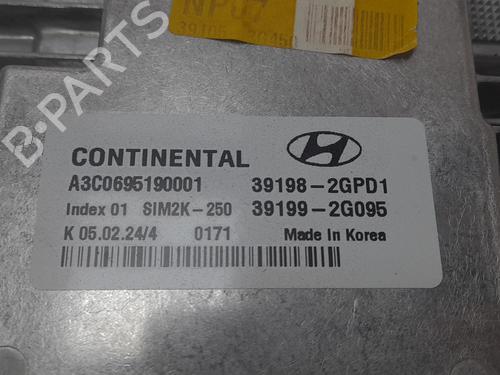 NP07
CONTINENTAL
A3C0695190001 39198-2GPD1
Index 01 SIM2K-250 39199-2G095
K 05.02.24/4 0171 Made In Korea
B-PARTS